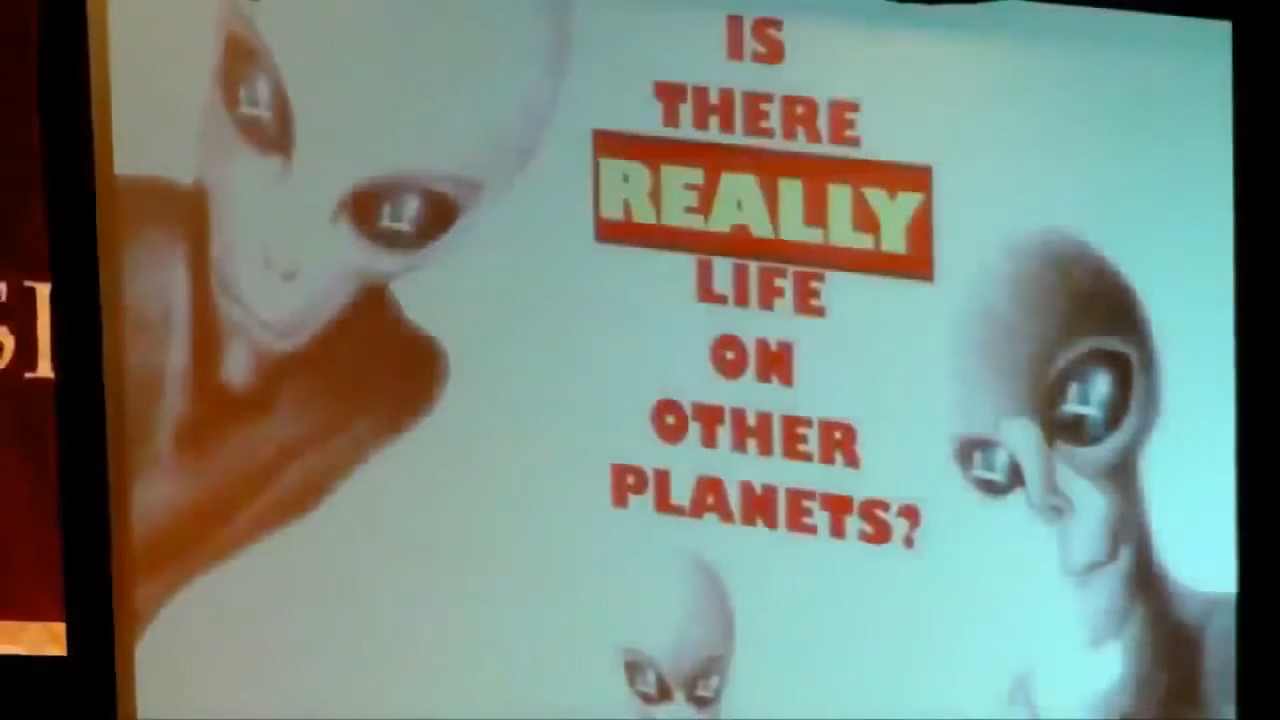 IS
THERE
REALLY
LIFE
ON
OTHER
PLANETS?